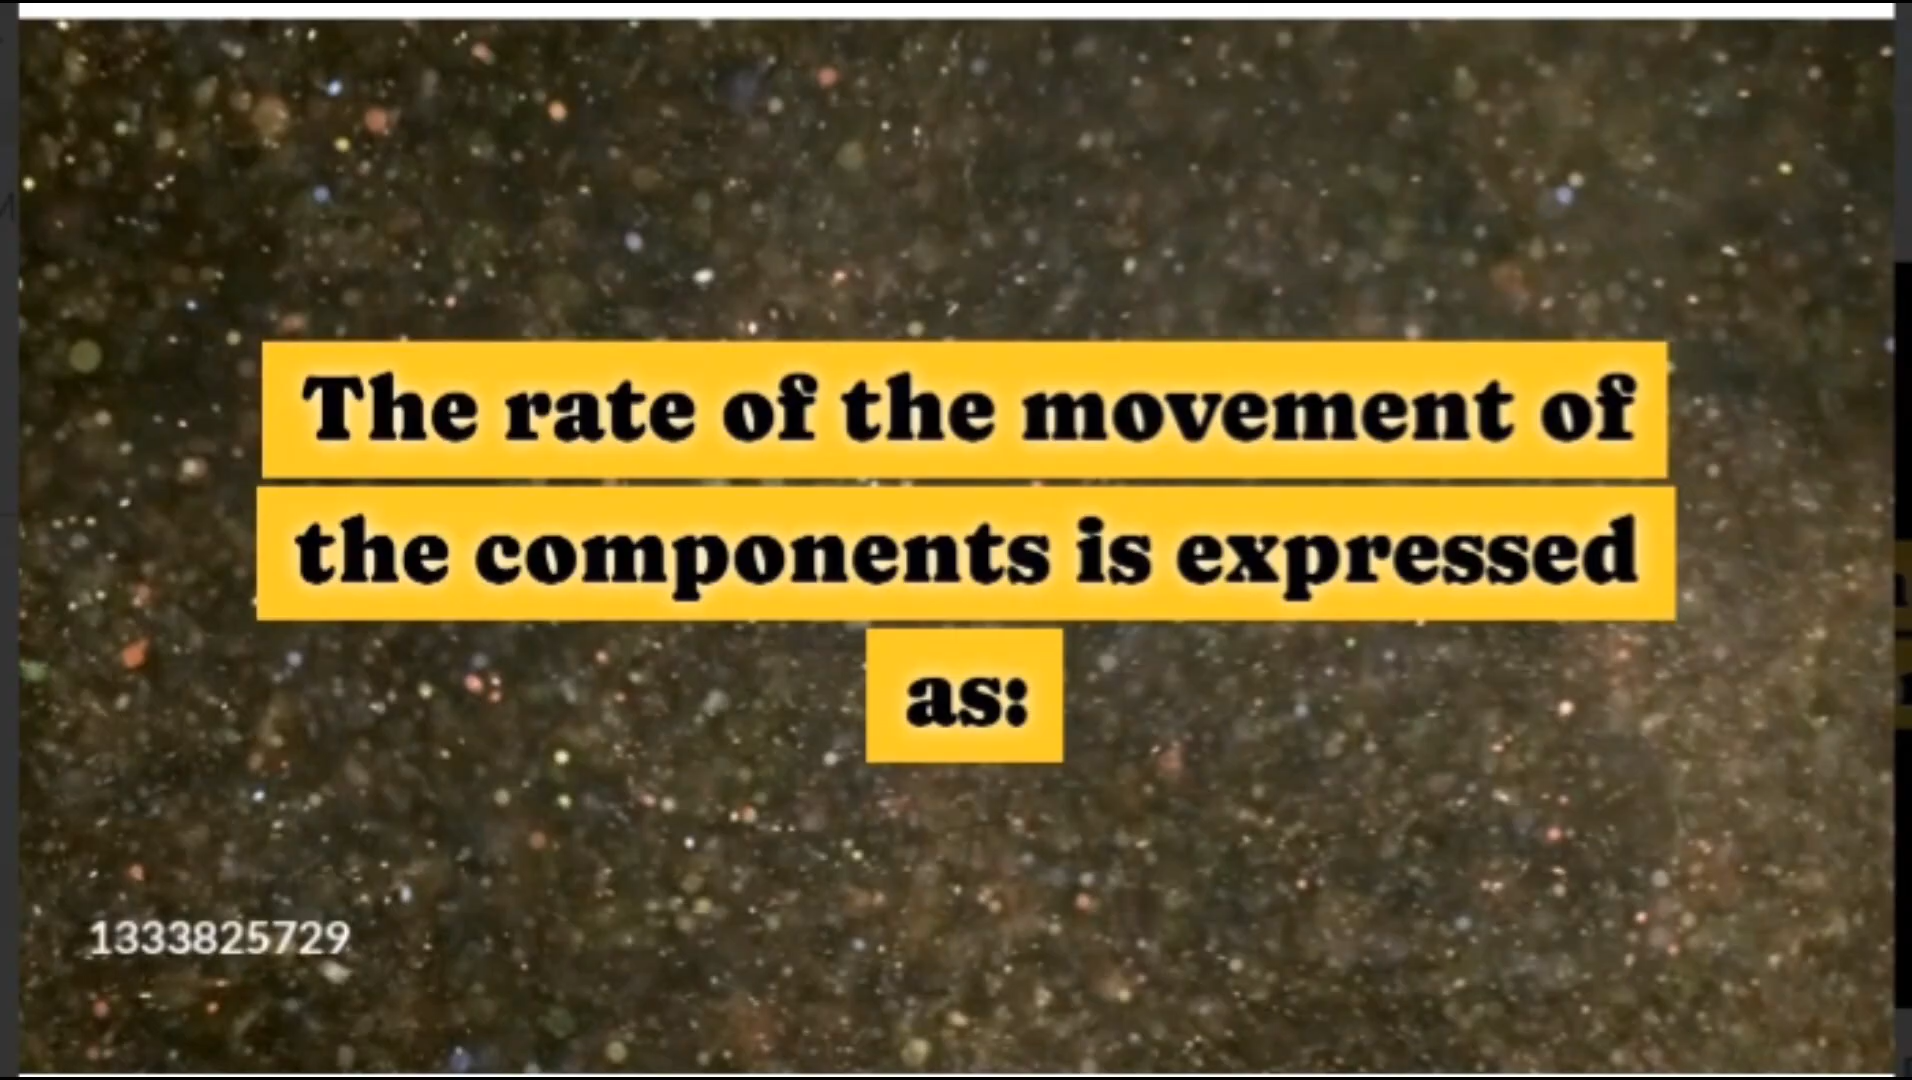 The rate of the movement of
the components is expressed
as:
1333825729